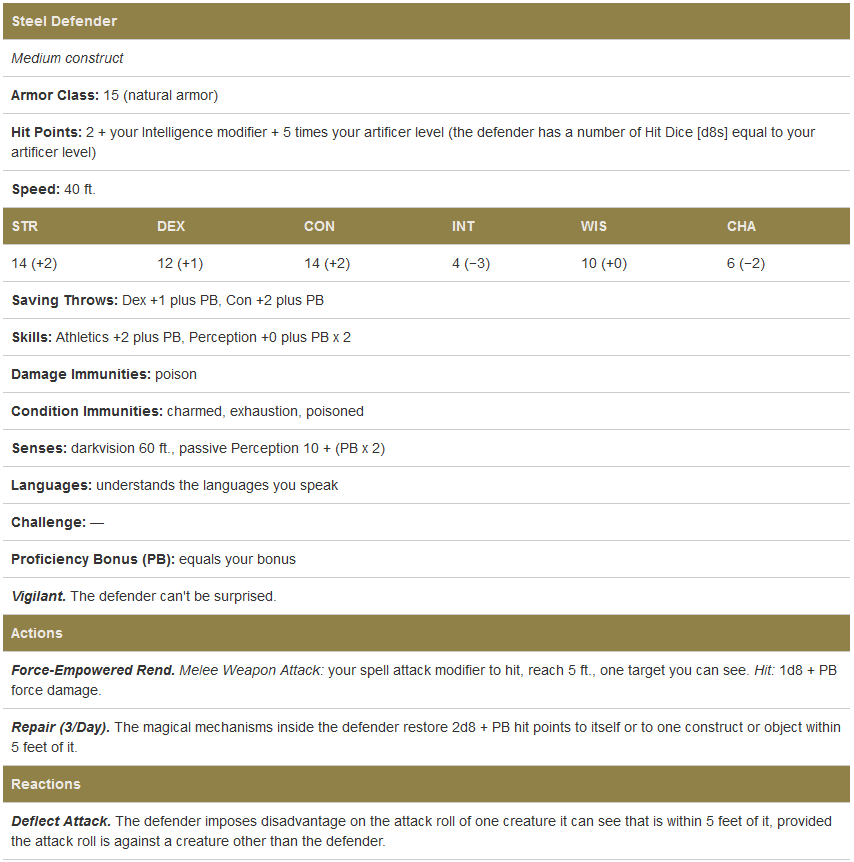 Steel Defender
Medium construct
Armor Class: 15 (natural armor)
Hit Points: 2 + your Intelligence modifier + 5 times your artificer level (the defender has a number of Hit Dice [d8s] equal to your
artificer level)
Speed: 40 ft.
STR DEX CON INT WIS CHA
14 (+2) 12 (+1) 14 (+2) 4 (−3) 10 (+0) 6 (−2)
Saving Throws: Dex +1 plus PB, Con +2 plus PB
Skills: Athletics +2 plus PB, Perception +0 plus PB x 2
Damage Immunities: poison
Condition Immunities: charmed, exhaustion, poisoned
Senses: darkvision 60 ft., passive Perception 10 + (PB x 2)
Languages: understands the languages you speak
Challenge: —
Proficiency Bonus (PB): equals your bonus
Vigilant. The defender can't be surprised.
Actions
Force-Empowered Rend. Melee Weapon Attack: your spell attack modifier to hit, reach 5 ft., one target you can see. Hit: 1d8 + PB
force damage.
Repair (3/Day). The magical mechanisms inside the defender restore 2d8 + PB hit points to itself or to one construct or object within
5 feet of it.
Reactions
Deflect Attack. The defender imposes disadvantage on the attack roll of one creature it can see that is within 5 feet of it, provided
the attack roll is against a creature other than the defender.